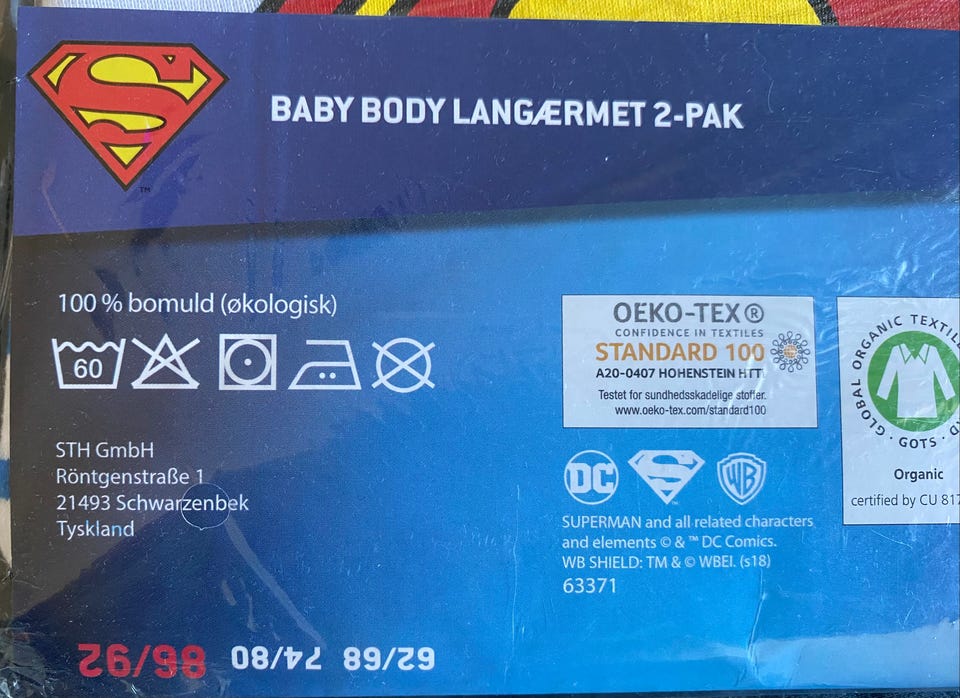 BABY BODY LANGÆRMET 2-PAK
TM
100 % bomuld (økologisk)
60
STH GmbH
Röntgenstraße 1
21493 Schwarzenbek
Tyskland
OEKO-TEX®
CONFIDENCE IN TEXTILES
STANDARD 100
A20-0407 HOHENSTEIN HTTI
Testet for sundhedsskadelige stoffer.
www.oeko-tex.com/standard100
DC
WB
SUPERMAN and all related characters
and elements © & ™ DC Comics.
WB SHIELD: TM & © WBEI. (s18)
63371
GLOBAL ORGANIC
· GOTS ·
Organic
certified by CU 817
62/68 74/80 86/92